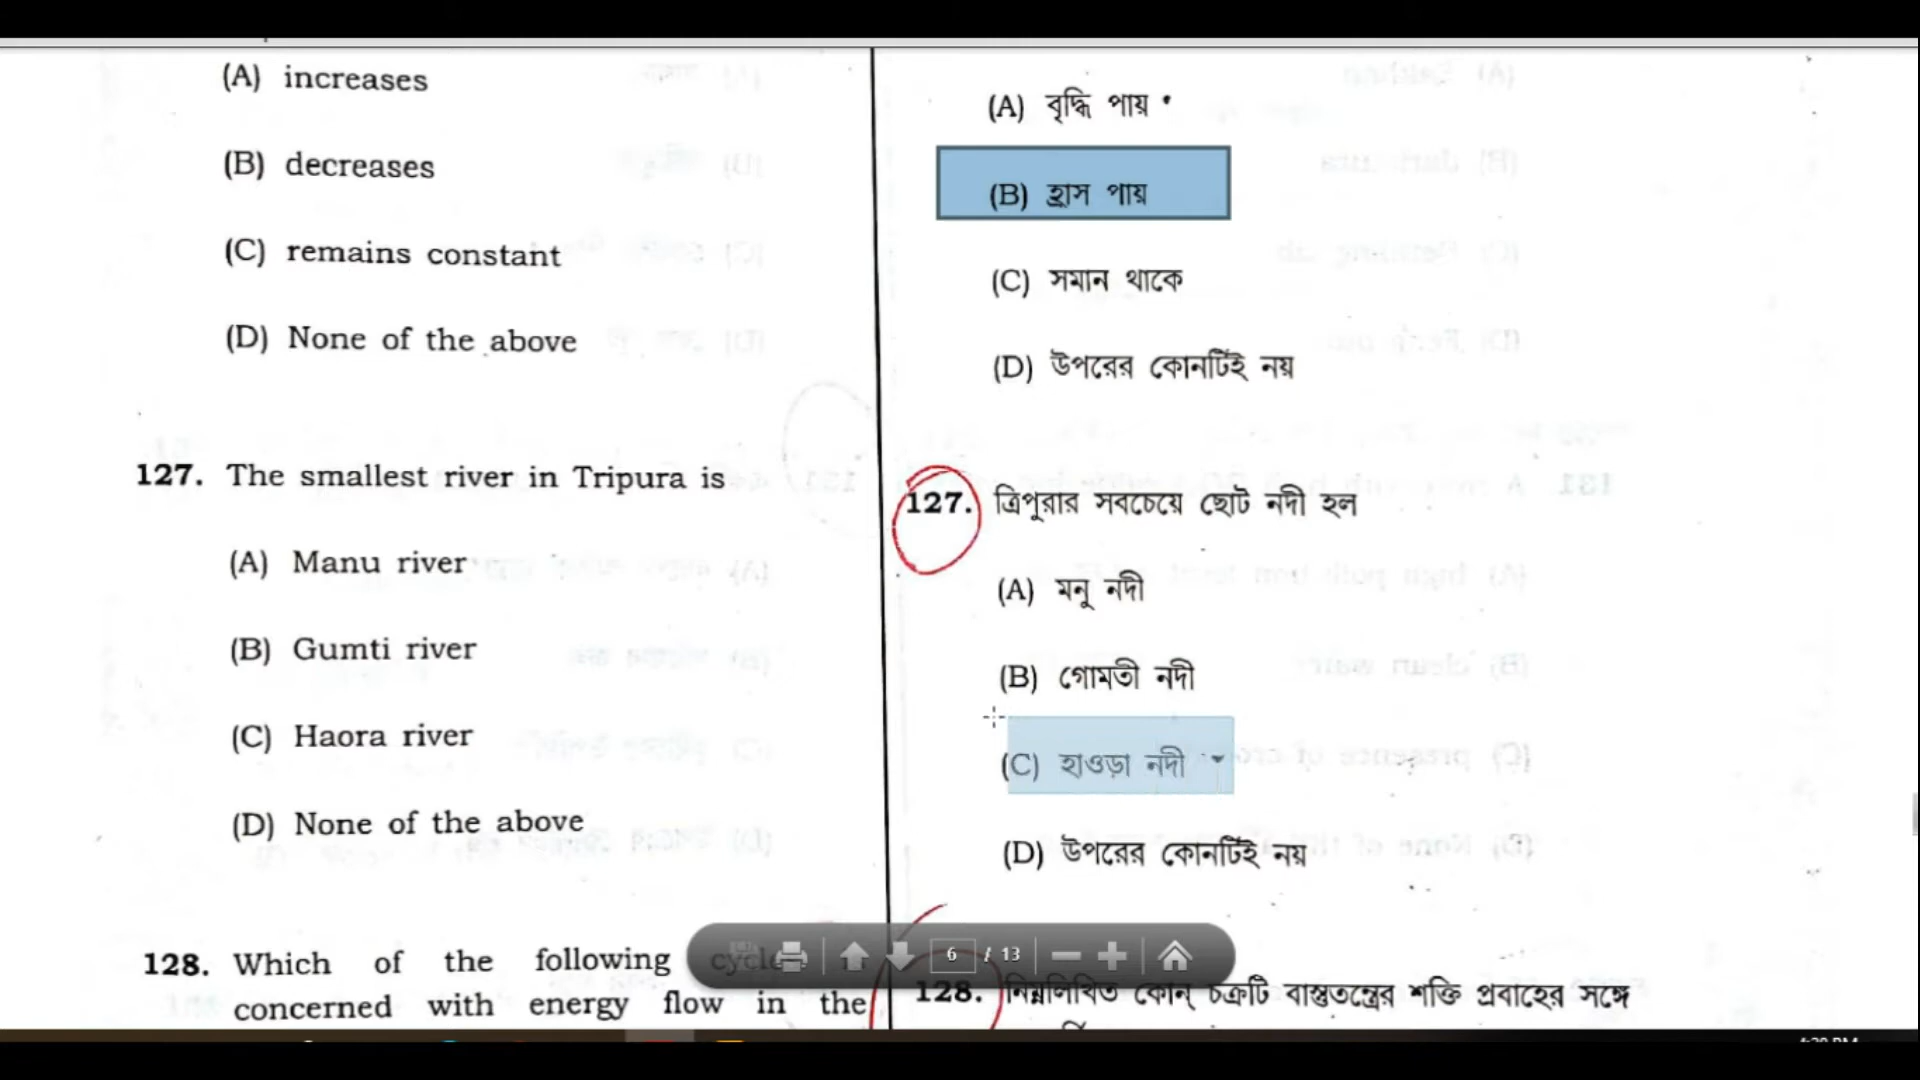 (A) increases
(B) decreases
(C) remains constant
(D) None of the above
127. The smallest river in Tripura is
(A) Manu river
(B) Gumti river
(C) Haora river
(D) None of the above
128. Which of the following
concerned with energy flow in the
(A) বৃদ্ধি পায়
(B) হ্রাস পায়
(C) সমান থাকে
(D) উপরের কোনটিই নয়
127. ত্রিপুরার সবচেয়ে ছোট নদী হল
(A) মনু নদী
(B) গোমতী নদী
(C) হাওড়া নদী
(D) উপরের কোনটিই নয়
6 / 13
128. নিম্নলিখিত কোন্ চক্রটি বাস্তুতন্ত্রের শক্তি প্রবাহের সঙ্গে